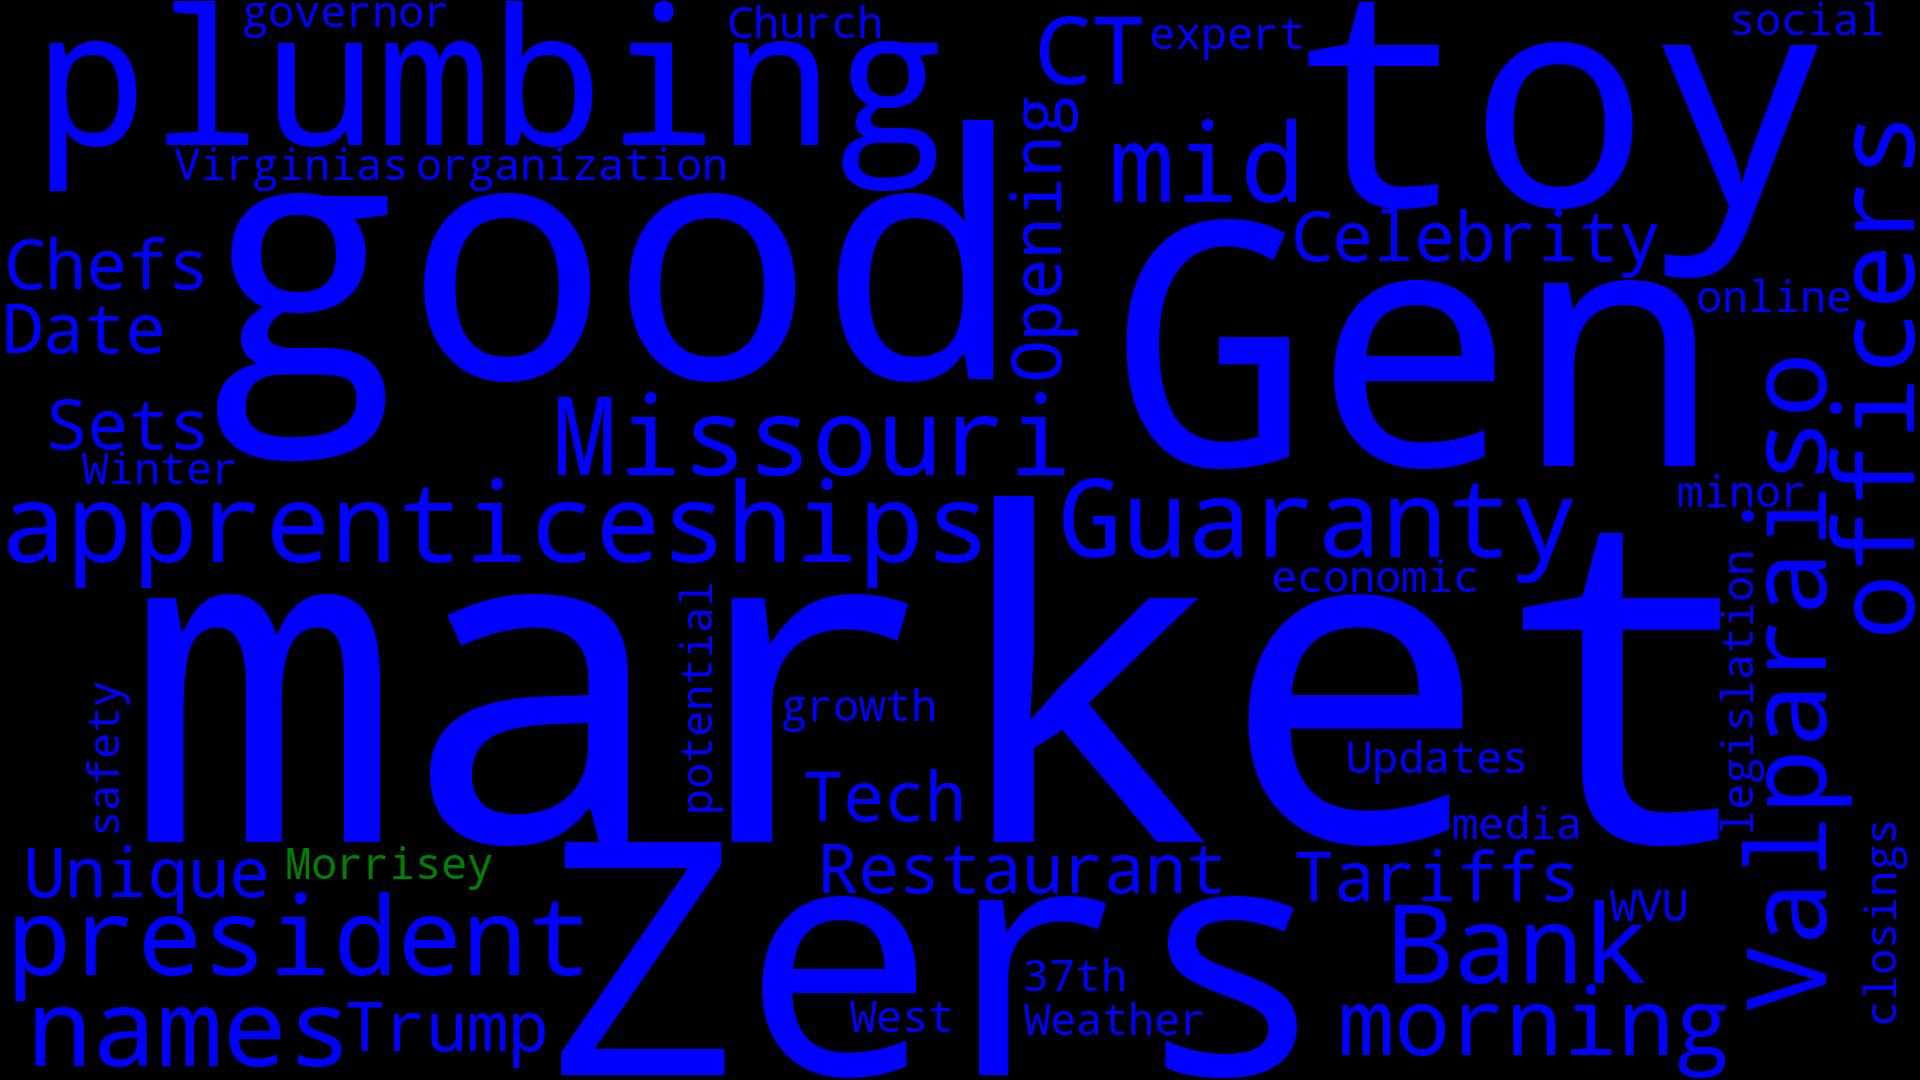 governor
Church
CT
expert
social
plumbing
toy
Virginias
organization
mid
Opening
officers
good
Chefs
Celebrity
Gen
online
Date
Sets
Missouri
Winter
Valparaiso
minor
apprenticeships
Guaranty
economic
legislation
market
potential
safety
growth
Updates
Tech
media
closings
Unique
Morrisey
Restaurant
Tariffs
WVU
president
Zers
Bank
37th
names
Trump
West
Weather
morning